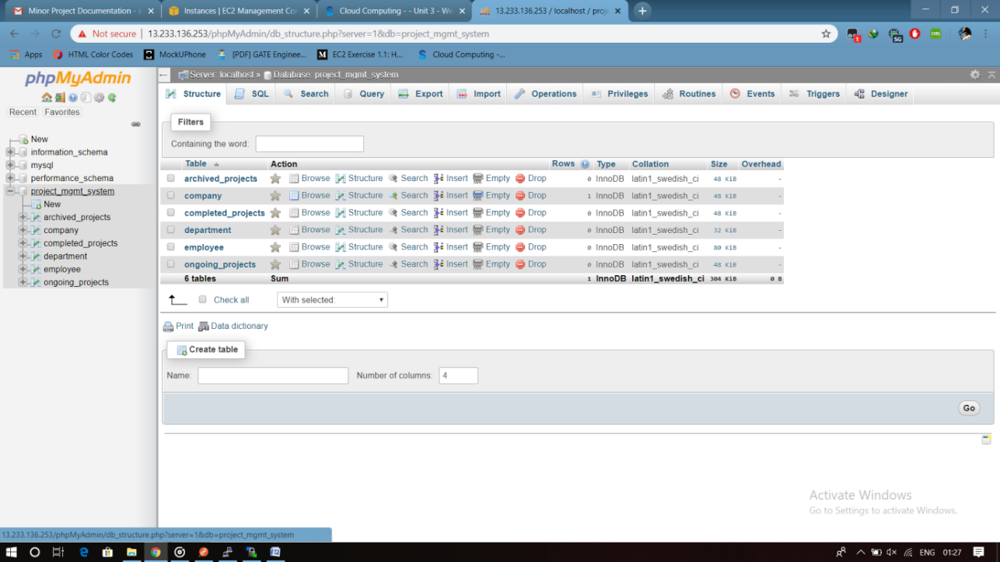 Minor Project Documentation - s
Instances | EC2 Management Con
Cloud Computing - - Unit 3 - We
13.233.136.253 / localhost / proje
Not secure | 13.233.136.253/phpMyAdmin/db_structure.php?server=1&db=project_mgmt_system
Apps HTML Color Codes MockUPhone [PDF] GATE Enginee... EC2 Exercise 1.1: H... Cloud Computing -...
phpMyAdmin
Recent Favorites
New
information_schema
mysql
performance_schema
project_mgmt_system
New
archived_projects
company
completed_projects
department
employee
ongoing_projects
Server: localhost » Database: project_mgmt_system
Structure SQL Search Query Export Import Operations Privileges Routines Events Triggers Designer
Filters
Containing the word:
Table Action Rows Type Collation Size Overhead
archived_projects Browse Structure Search Insert Empty Drop 0 InnoDB latin1_swedish_ci 48 KiB -
company Browse Structure Search Insert Empty Drop 1 InnoDB latin1_swedish_ci 48 KiB -
completed_projects Browse Structure Search Insert Empty Drop 0 InnoDB latin1_swedish_ci 48 KiB -
department Browse Structure Search Insert Empty Drop 0 InnoDB latin1_swedish_ci 32 KiB -
employee Browse Structure Search Insert Empty Drop 0 InnoDB latin1_swedish_ci 80 KiB -
ongoing_projects Browse Structure Search Insert Empty Drop 0 InnoDB latin1_swedish_ci 48 KiB -
6 tables Sum 1 InnoDB latin1_swedish_ci 304 KiB 0 B
Check all With selected:
Print Data dictionary
Create table
Name: Number of columns: 4
Go
Activate Windows
Go to Settings to activate Windows.
13.233.136.253/phpMyAdmin/db_structure.php?server=1&db=project_mgmt_system
ENG 01:27